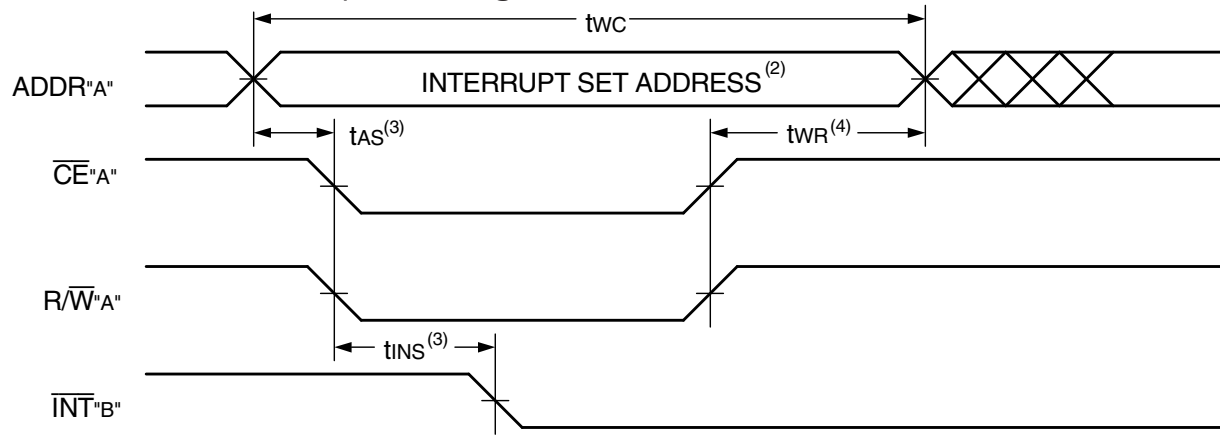 tWC
ADDR"A"
INTERRUPT SET ADDRESS(2)
tAS(3)
tWR(4)
CE"A"
R/W"A"
tINS(3)
INT"B"